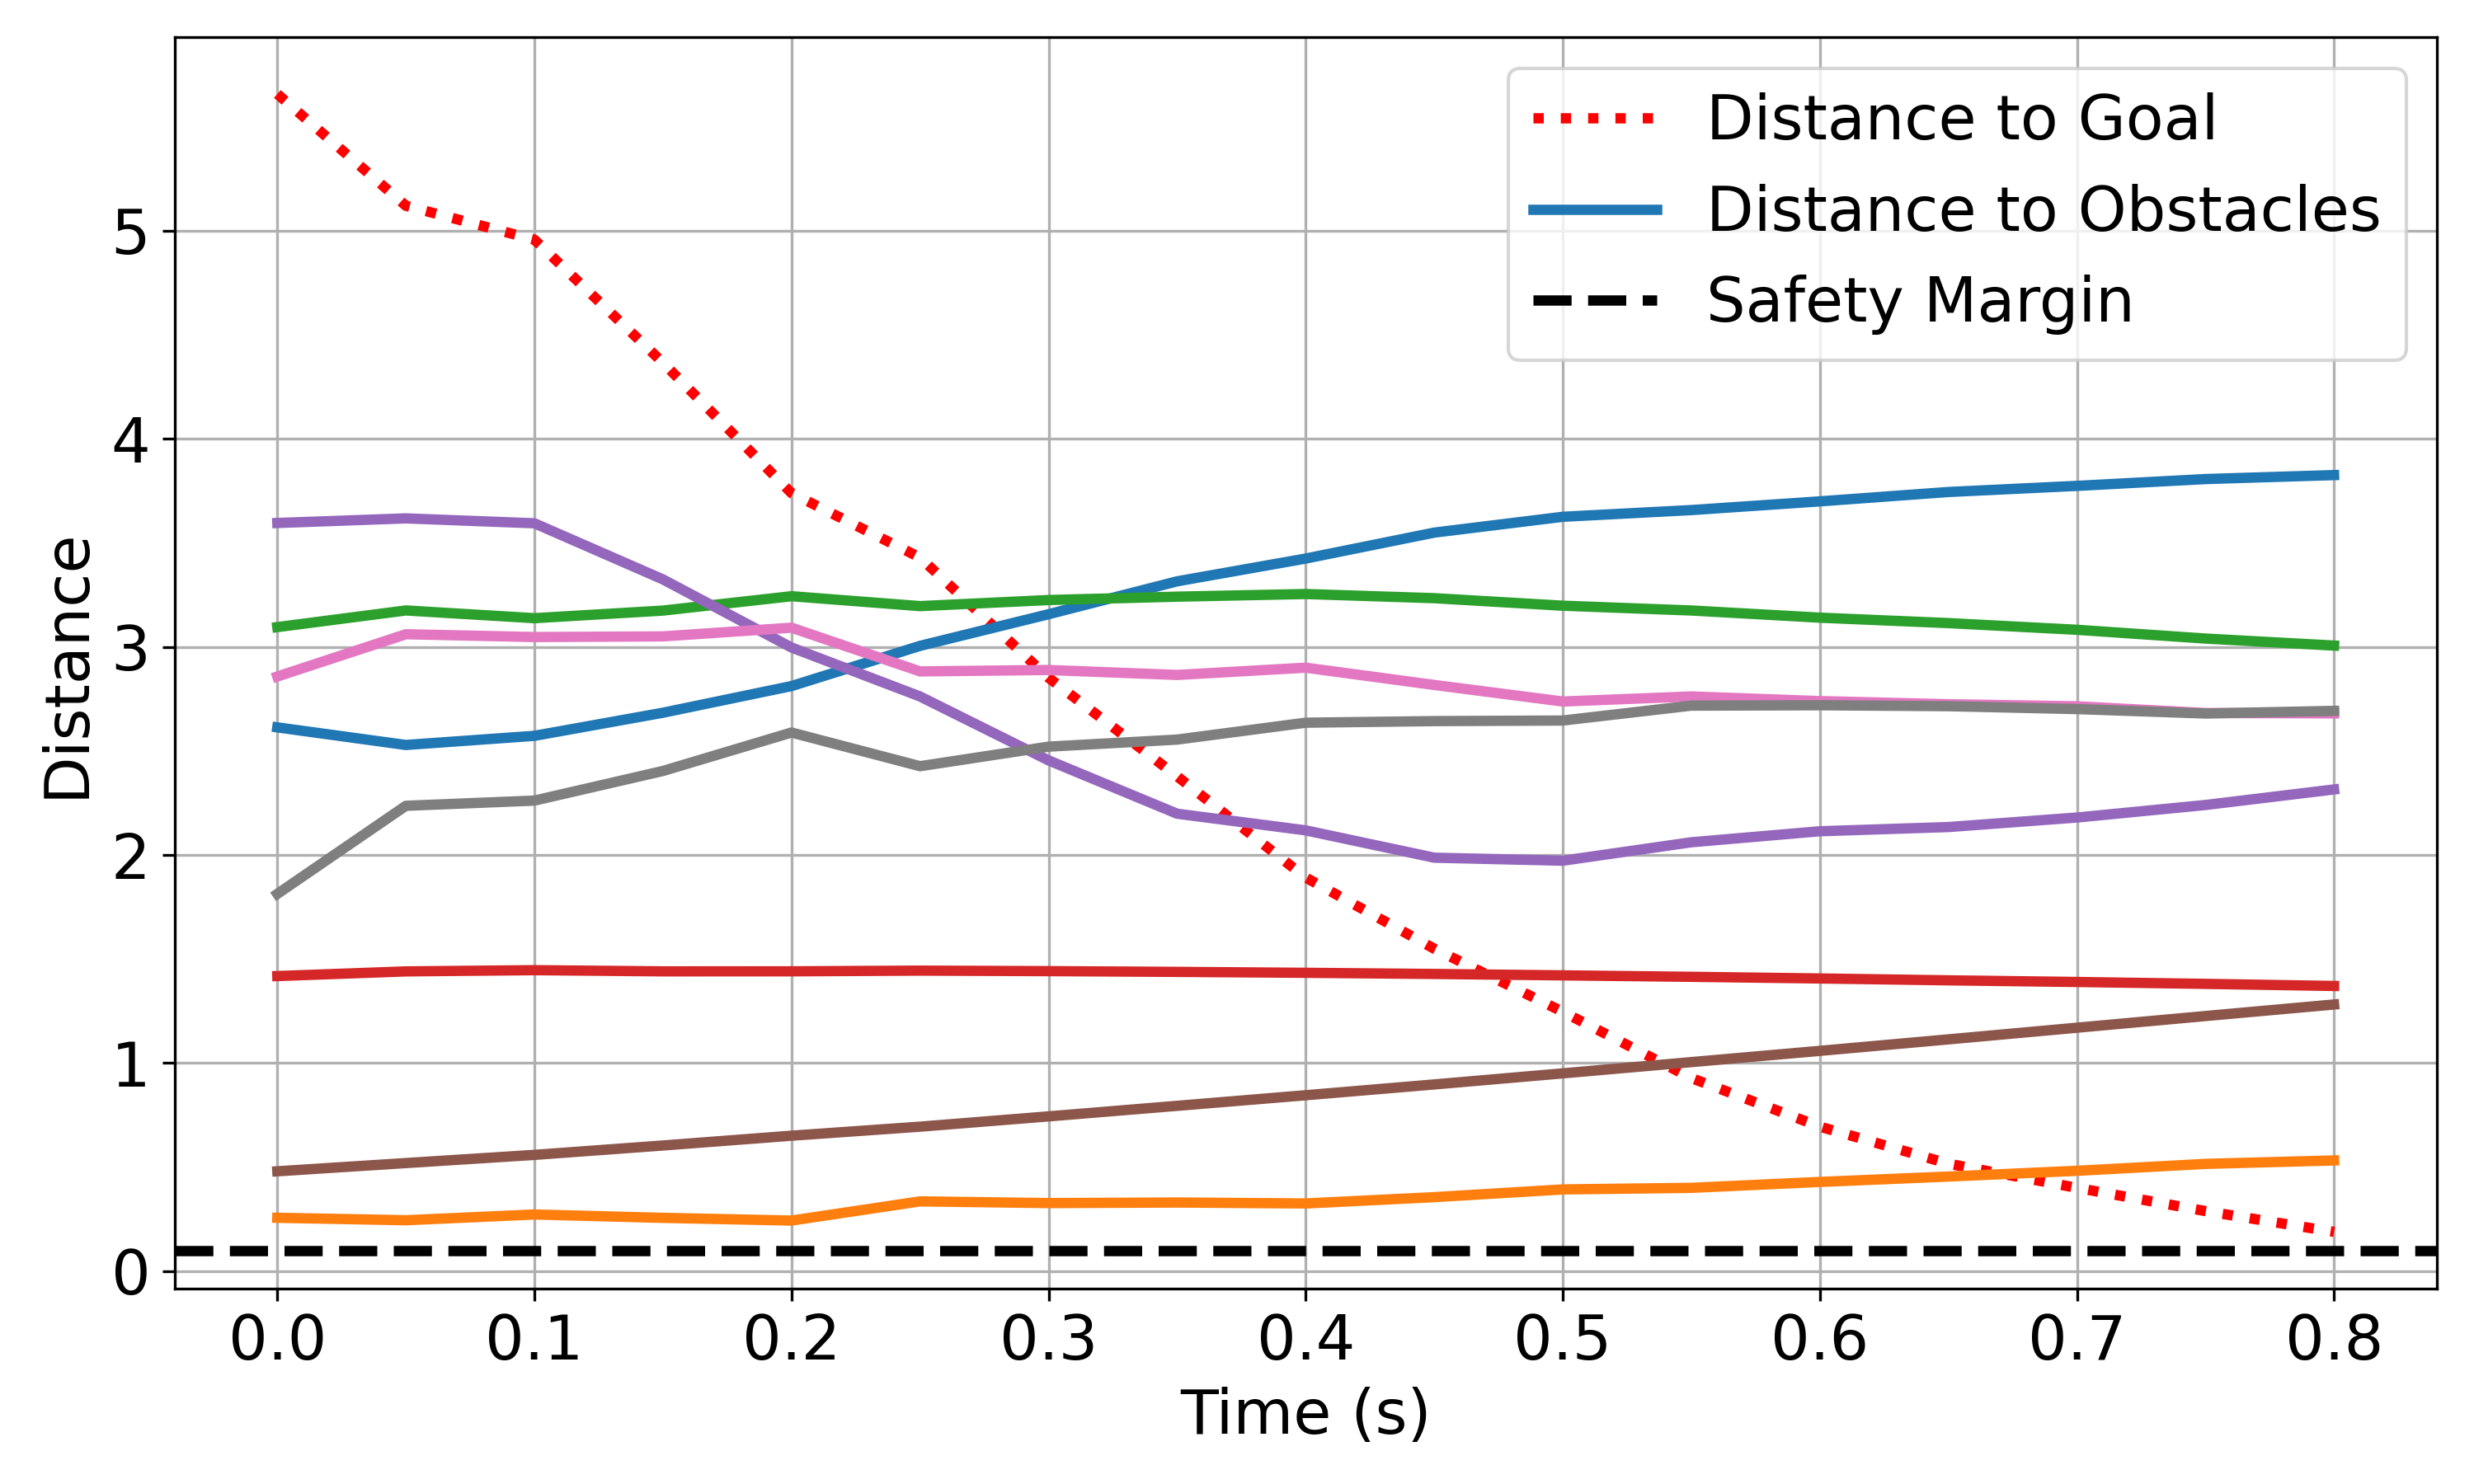 Distance to Goal
Distance to Obstacles
Safety Margin
Distance
5
4
3
2
1
0
0.0 0.1 0.2 0.3 0.4 0.5 0.6 0.7 0.8
Time (s)